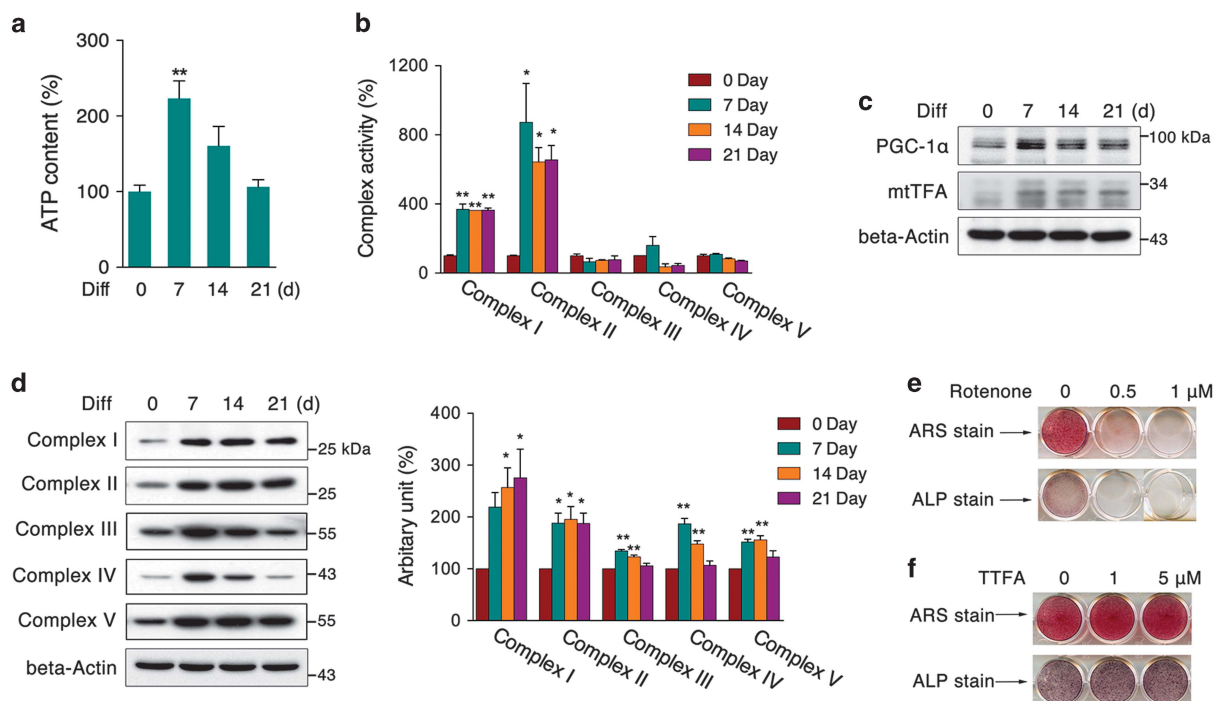 a
ATP content (%)
300
200
100
0
**
Diff 0 7 14 21 (d)
b
Complex activity (%)
1200
800
400
0
** ** **
* * *
0 Day
7 Day
14 Day
21 Day
Complex I
Complex II
Complex III
Complex IV
Complex V
c
Diff 0 7 14 21 (d)
PGC-1α 100 kDa
mtTFA 34
beta-Actin 43
d
Diff 0 7 14 21 (d)
Complex I 25 kDa
Complex II 25
Complex III 55
Complex IV 43
Complex V 55
beta-Actin 43
Arbitary unit (%)
400
300
200
100
0
* *
* * *
** **
** **
** **
0 Day
7 Day
14 Day
21 Day
Complex I
Complex II
Complex III
Complex IV
Complex V
e
Rotenone 0 0.5 1 µM
ARS stain
ALP stain
f
TTFA 0 1 5 µM
ARS stain
ALP stain